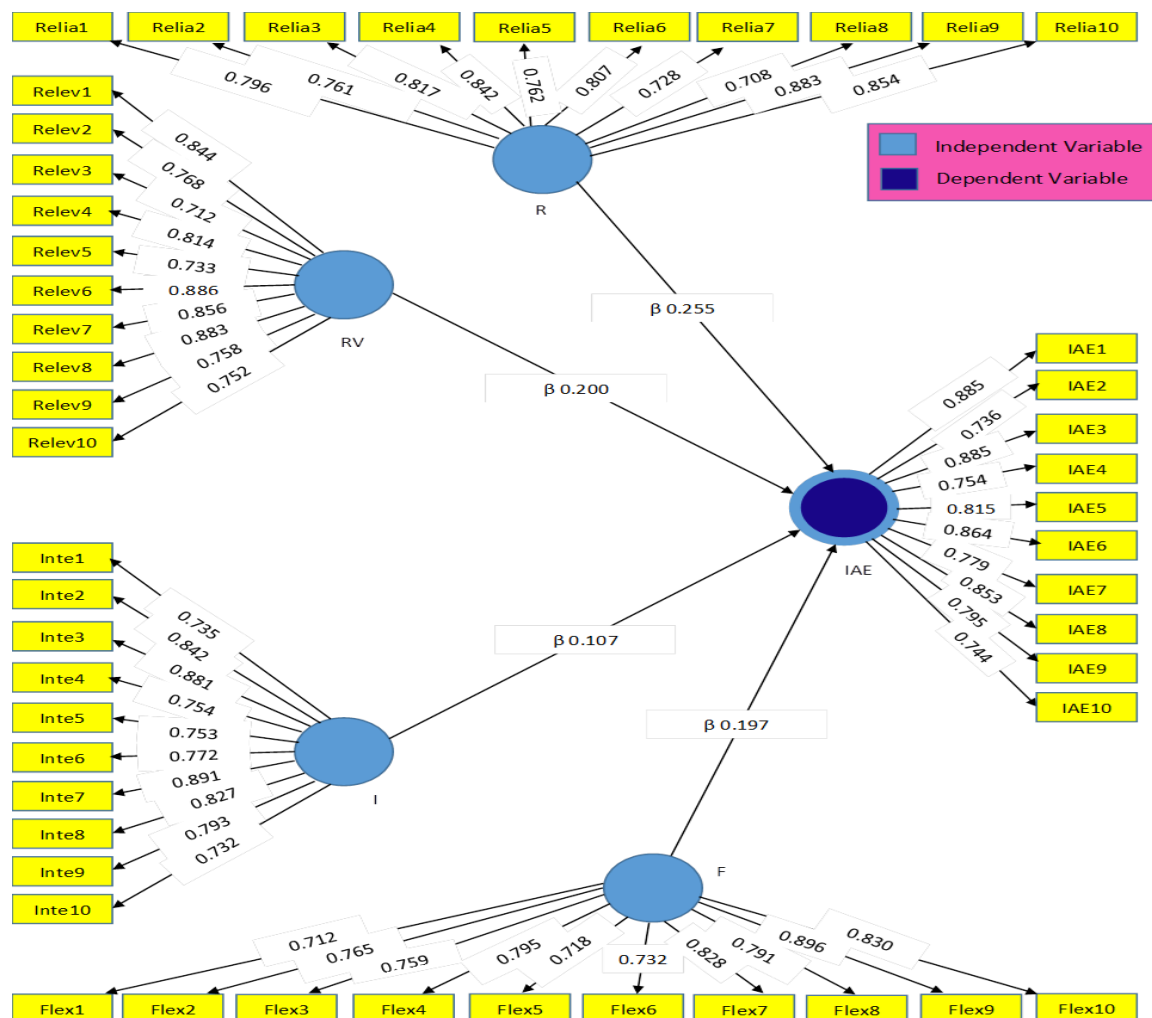 Relia1
Relia2
Relia3
Relia4
Relia5
Relia6
Relia7
Relia8
Relia9
Relia10
0.796
0.761
0.817
0.842
0.762
0.807
0.728
0.708
0.883
0.854
R
Independent Variable
Dependent Variable
Relev1
Relev2
Relev3
Relev4
Relev5
Relev6
Relev7
Relev8
Relev9
Relev10
0.844
0.768
0.712
0.814
0.733
0.886
0.856
0.883
0.758
0.752
RV
β 0.255
β 0.200
IAE1
IAE2
IAE3
IAE4
IAE5
IAE6
IAE7
IAE8
IAE9
IAE10
0.885
0.736
0.885
0.754
0.815
0.864
0.779
0.853
0.795
0.744
IAE
Inte1
Inte2
Inte3
Inte4
Inte5
Inte6
Inte7
Inte8
Inte9
Inte10
0.735
0.842
0.881
0.754
0.753
0.772
0.891
0.827
0.793
0.732
I
β 0.107
β 0.197
F
0.712
0.765
0.759
0.795
0.718
0.732
0.828
0.791
0.896
0.830
Flex1
Flex2
Flex3
Flex4
Flex5
Flex6
Flex7
Flex8
Flex9
Flex10